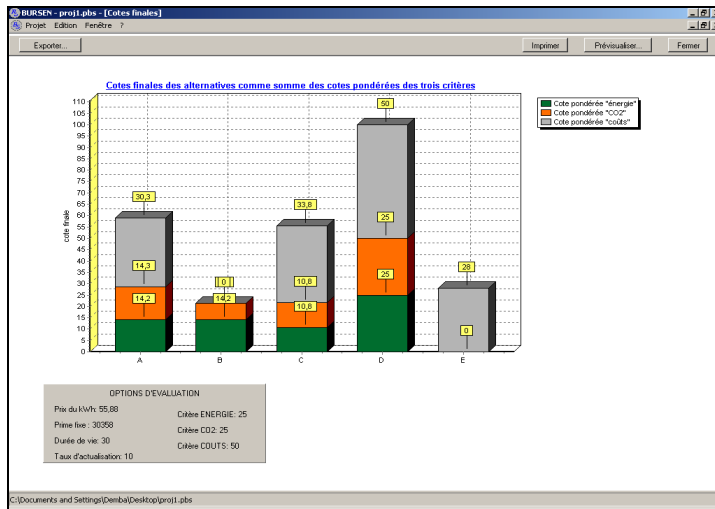 BURSEN - proj1.pbs - [Cotes finales]
Projet Edition Fenêtre ?
Exporter... Imprimer Prévisualiser... Fermer
Cotes finales des alternatives comme somme des cotes pondérées des trois critères
Cote pondérée "énergie"
Cote pondérée "CO2"
Cote pondérée "coûts"
cote finale
110
105
100
95
90
85
80
75
70
65
60
55
50
45
40
35
30
25
20
15
10
5
0
30,3
14,3
14,2
0
14,2
33,8
10,8
10,8
50
25
25
28
0
A B C D E
OPTIONS D'EVALUATION
Prix du kWh: 55,88
Prime fixe : 30358
Durée de vie: 30
Taux d'actualisation: 10
Critère ENERGIE: 25
Critère CO2: 25
Critère COUTS: 50
C:\Documents and Settings\Demba\Desktop\proj1.pbs